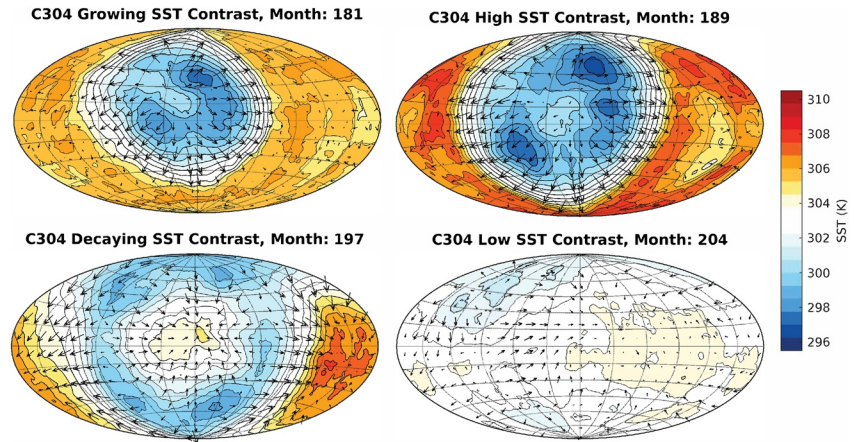 C304 Growing SST Contrast, Month: 181
C304 High SST Contrast, Month: 189
C304 Decaying SST Contrast, Month: 197
C304 Low SST Contrast, Month: 204
310
308
306
304
302
300
298
296
SST (K)